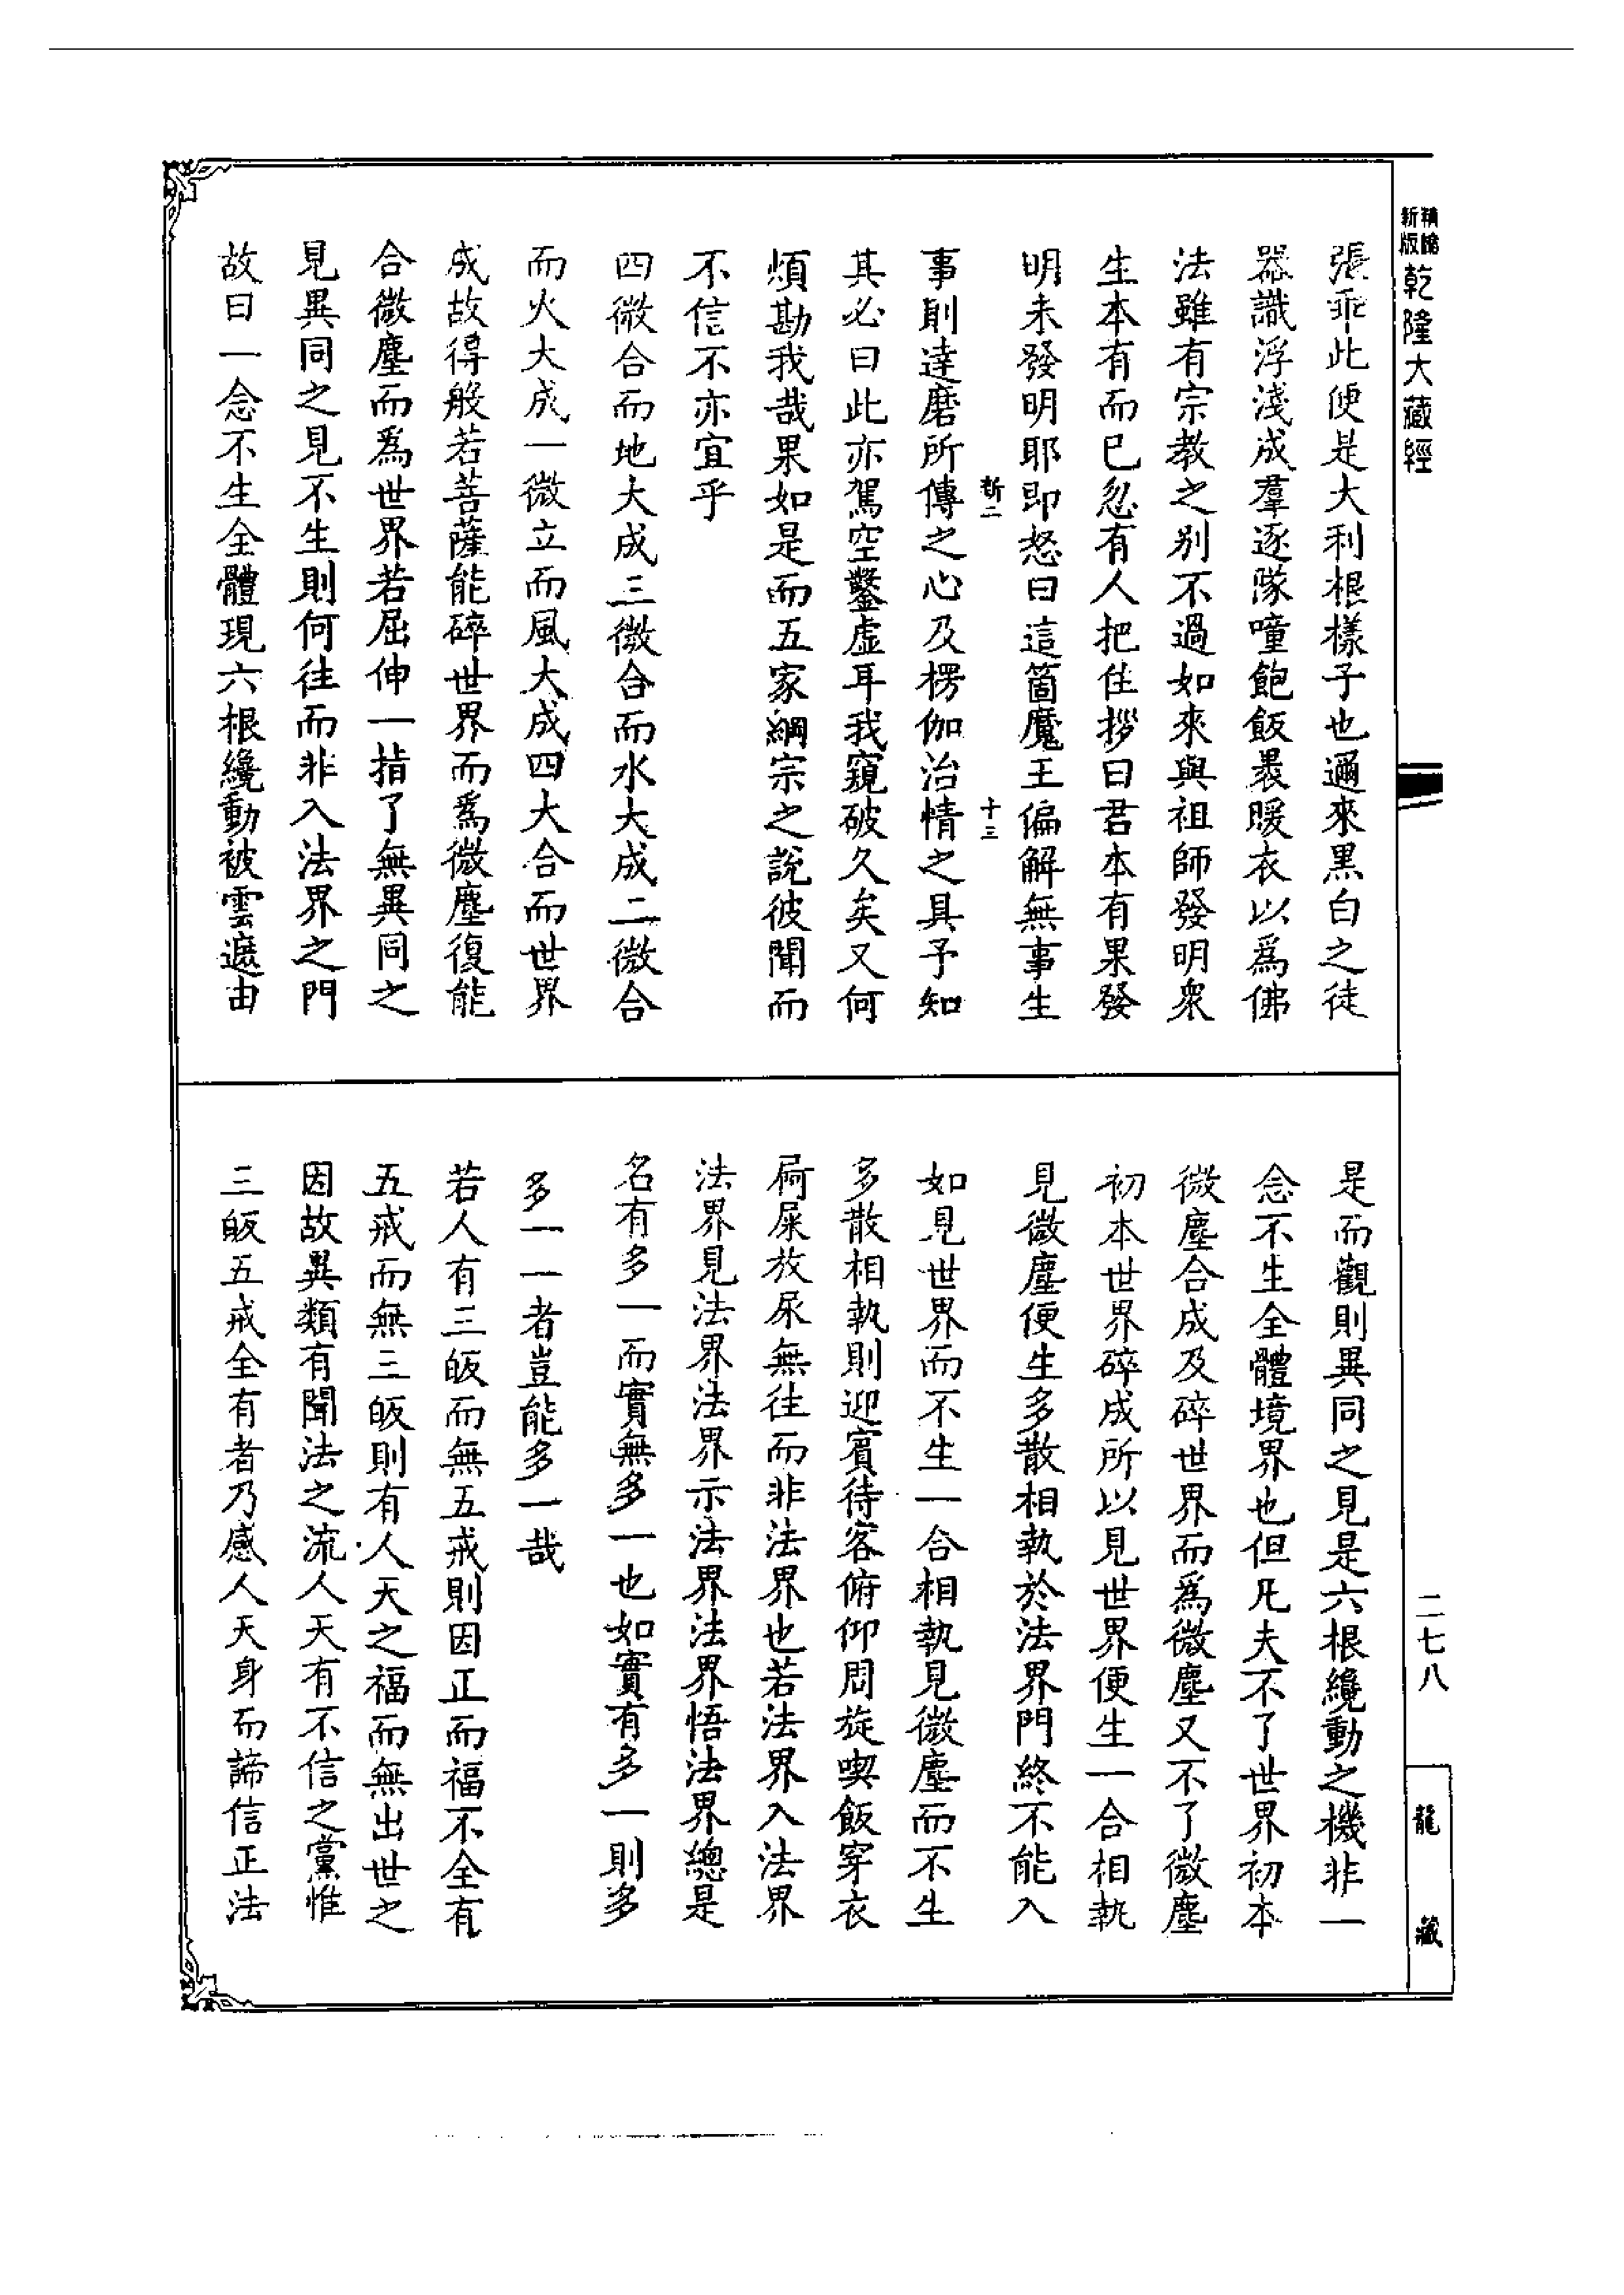 新版精縮乾隆大藏經
張乖此便是大利根樣子也邇來黑白之徒
器識浮淺成羣逐隊噇飽飯褁暖衣以爲佛
法雖有宗教之別不過如來與祖師發明衆
生本有而已忽有人把住拶曰君本有果發
明未發明耶即怒曰這箇魔王偏解無事生
塹二 十三
事則達磨所傳之心及楞伽治情之具予知
其必曰此亦駕空鑿虛耳我窺破久矣又何
煩勘我哉果如是而五家綱宗之說彼聞而
不信不亦宜乎
四微合而地大成三微合而水大成二微合
而火大成一微立而風大成四大合而世界
成故得般若菩薩能碎世界而爲微塵復能
合微塵而爲世界若屈伸一指了無異同之
見異同之見不生則何往而非入法界之門
故曰一念不生全體現六根纔動被雲遮由
是而觀則異同之見是六根纔動之機非一
念不生全體境界也但凡夫不了世界初本
微塵合成及碎世界而爲微塵又不了微塵
初本世界碎成所以見世界便生一合相執
見微塵便生多散相執於法界門終不能入
如見世界而不生一合相執見微塵而不生
多散相執則迎賓待客俯仰周旋喫飯穿衣
屙屎放尿無往而非法界也若法界入法界
法界見法界法界示法界法界悟法界總是
名有多一而實無多一也如實有多一則多
多一一者豈能多一哉
若人有三皈而無五戒則因正而福不全有
五戒而無三皈則有人天之福而無出世之
因故異類有聞法之流人天有不信之黨惟
三皈五戒全有者乃感人天身而諦信正法
二七八
龍藏